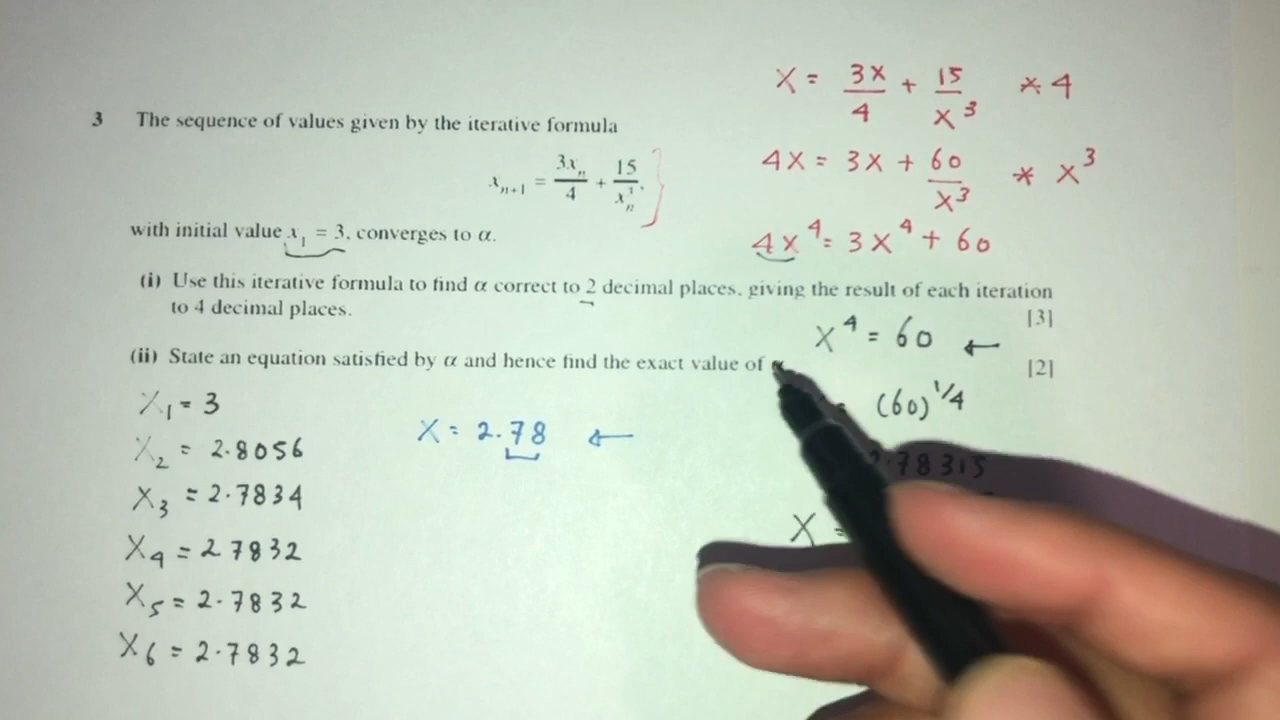 3 The sequence of values given by the iterative formula
xₙ₊₁ = 3xₙ/4 + 15/xₙ³,
with initial value x₁ = 3, converges to α.
(i) Use this iterative formula to find α correct to 2 decimal places, giving the result of each iteration
to 4 decimal places. [3]
(ii) State an equation satisfied by α and hence find the exact value of [2]
x = 3x/4 + 15/x³ * 4
4x = 3x + 60/x³ * x³
4x⁴ = 3x⁴ + 60
x⁴ = 60 ←
= (60)^1/4
2.78315
x =
x₁ = 3
x₂ = 2.8056
x₃ = 2.7834
x₄ = 2.7832
x₅ = 2.7832
x₆ = 2.7832
x = 2.78 ←